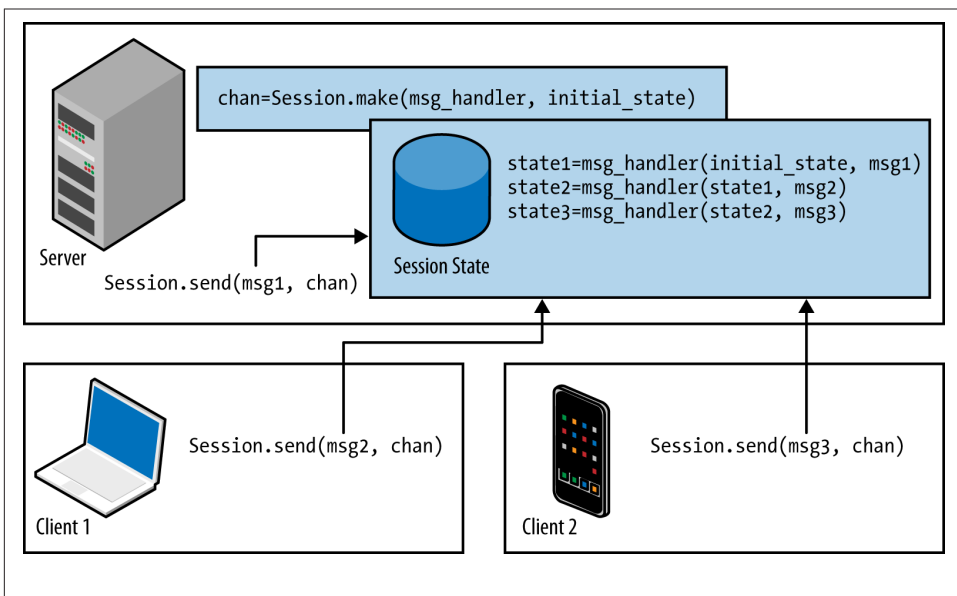 chan=Session.make(msg_handler, initial_state)
state1=msg_handler(initial_state, msg1)
state2=msg_handler(state1, msg2)
state3=msg_handler(state2, msg3)
Server
Session State
Session.send(msg1, chan)
Session.send(msg2, chan)
Client 1
Session.send(msg3, chan)
Client 2